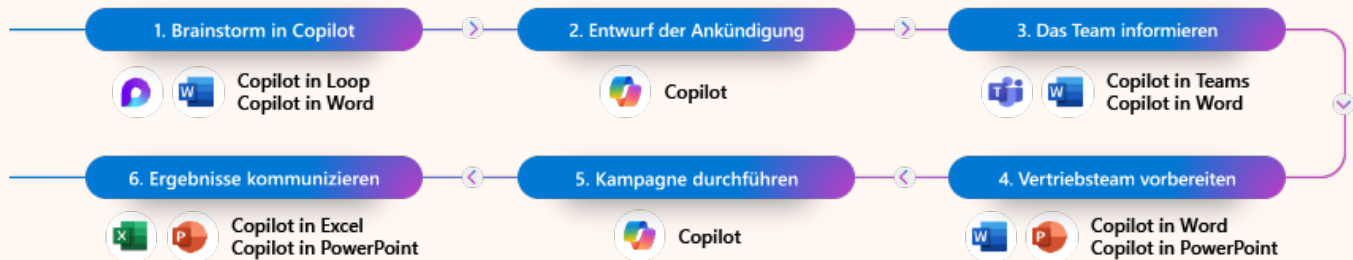 1. Brainstorm in Copilot
Copilot in Loop
Copilot in Word
2. Entwurf der Ankündigung
Copilot
3. Das Team informieren
Copilot in Teams
Copilot in Word
4. Vertriebsteam vorbereiten
Copilot in Word
Copilot in PowerPoint
5. Kampagne durchführen
Copilot
6. Ergebnisse kommunizieren
Copilot in Excel
Copilot in PowerPoint